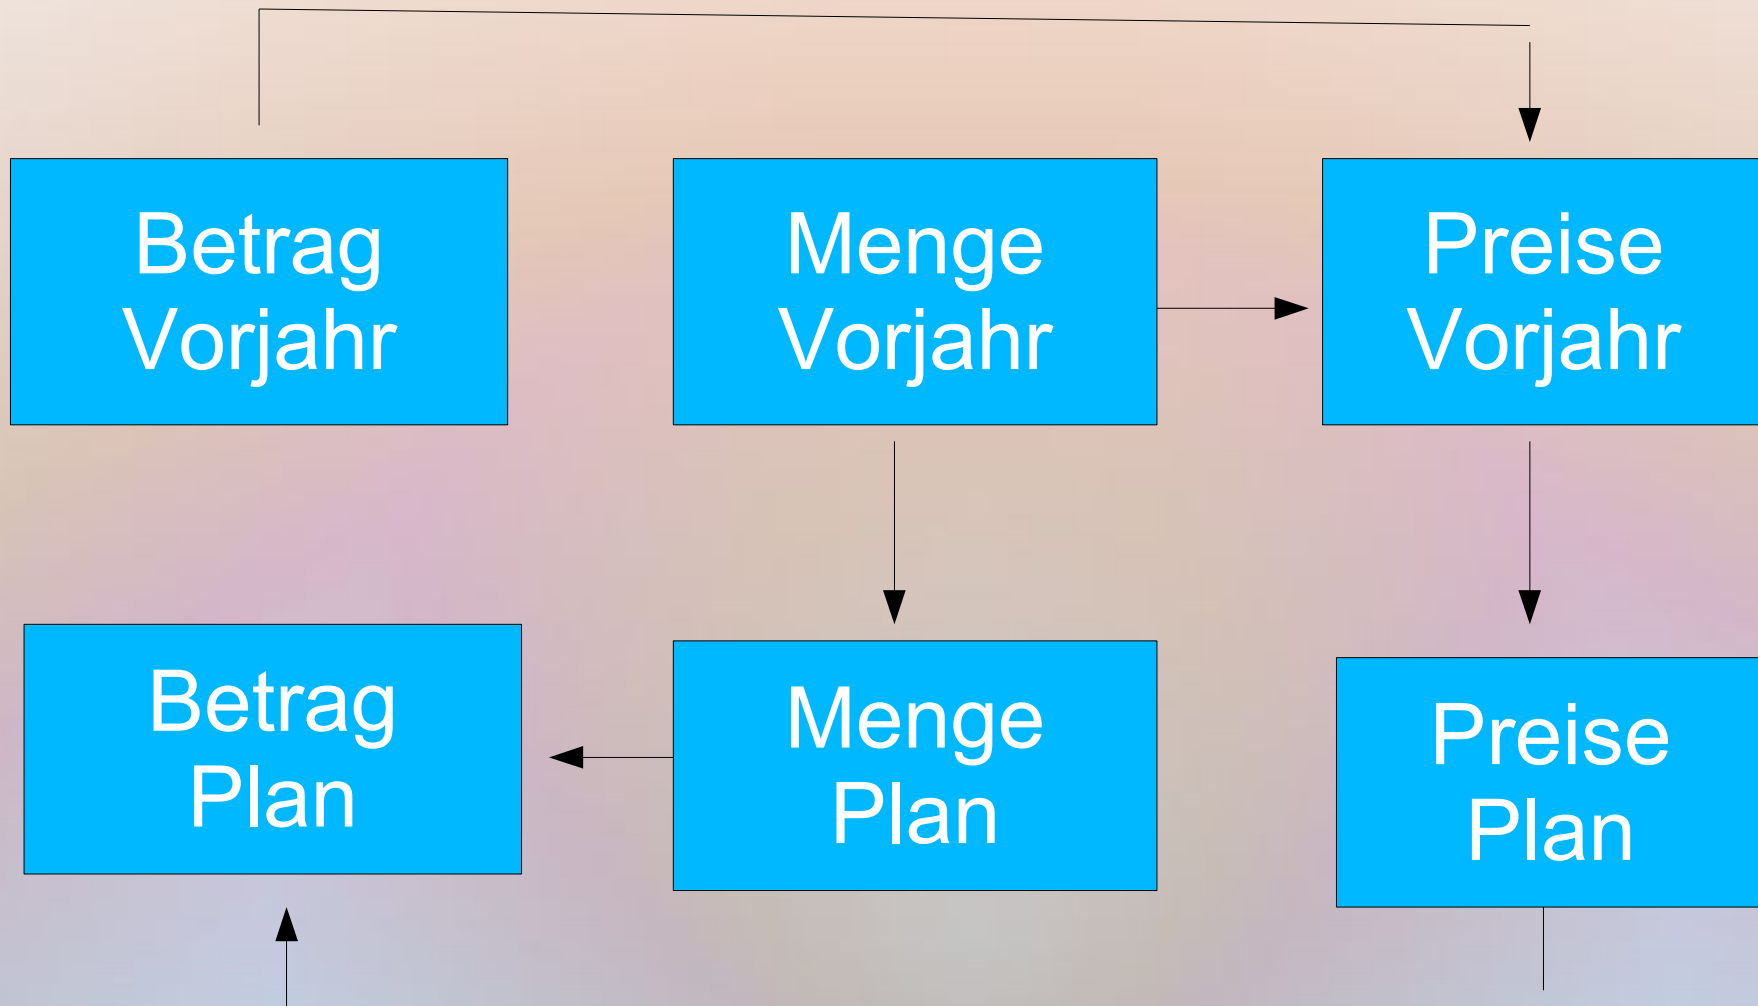 Betrag
Vorjahr
Menge
Vorjahr
Preise
Vorjahr
Betrag
Plan
Menge
Plan
Preise
Plan